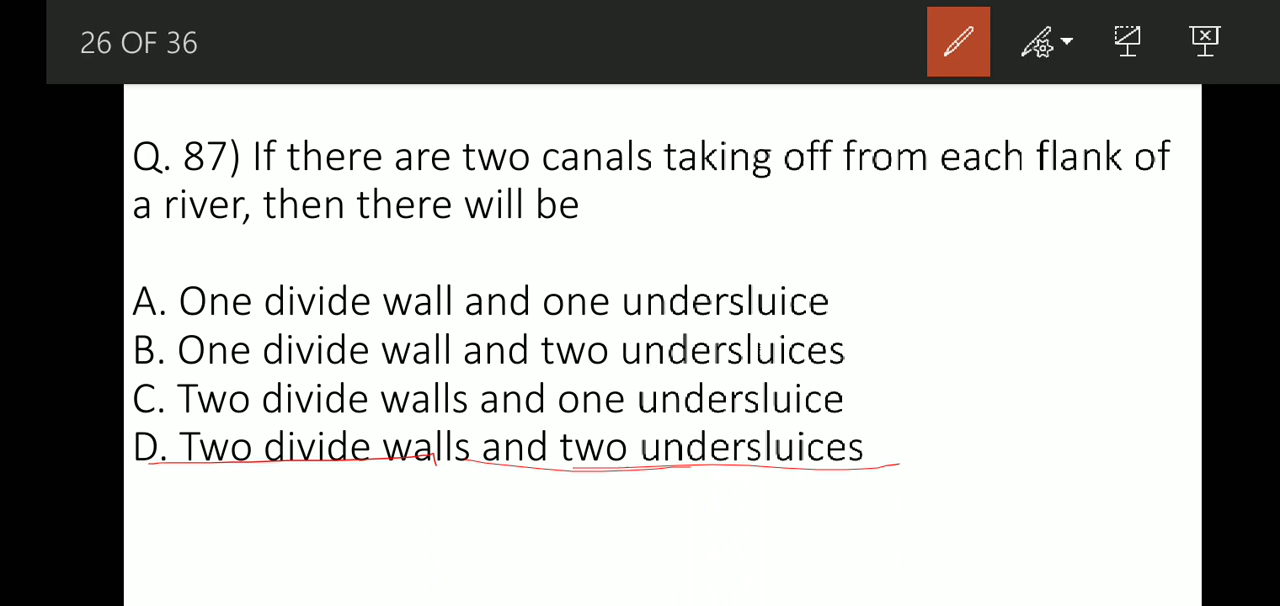 26 OF 36
Q. 87) If there are two canals taking off from each flank of
a river, then there will be
A. One divide wall and one undersluice
B. One divide wall and two undersluices
C. Two divide walls and one undersluice
D. Two divide walls and two undersluices